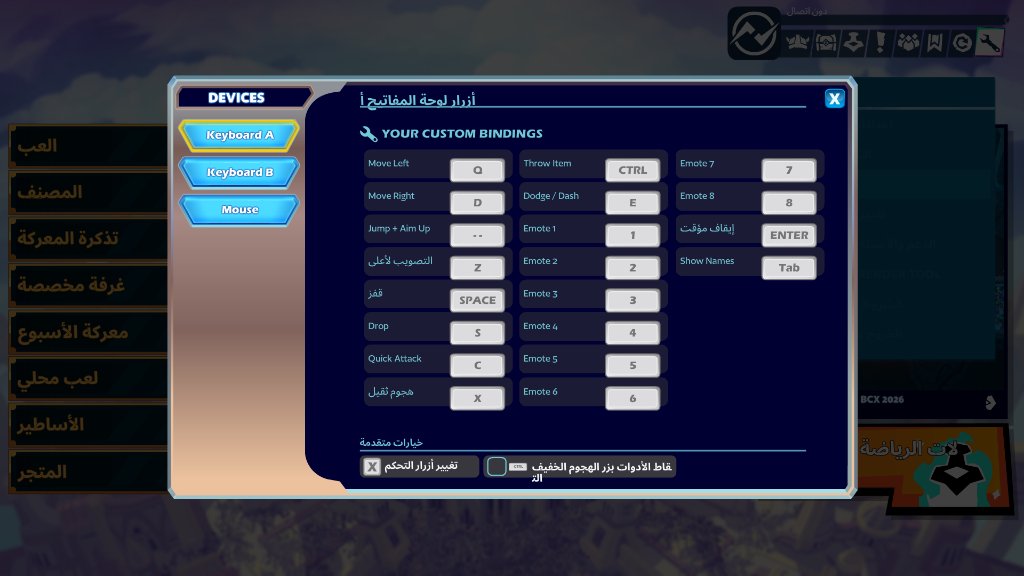 دون اتصال
DEVICES
Keyboard A
Keyboard B
Mouse
أزرار لوحة المفاتيح أ
X
YOUR CUSTOM BINDINGS
Move Left Q
Move Right D
Jump + Aim Up --
التصويب لأعلى Z
قفز SPACE
Drop S
Quick Attack C
هجوم ثقيل X
Throw Item CTRL
Dodge / Dash E
Emote 1 1
Emote 2 2
Emote 3 3
Emote 4 4
Emote 5 5
Emote 6 6
Emote 7 7
Emote 8 8
إيقاف مؤقت ENTER
Show Names Tab
خيارات متقدمة
X تغيير أزرار التحكم
CTRL قاط الأدوات بزر الهجوم الخفيف
الت
العب
المصنف
تذكرة المعركة
غرفة مخصصة
معركة الأسبوع
لعب محلي
الأساطير
المتجر
BCX 2026
لات الرياضة